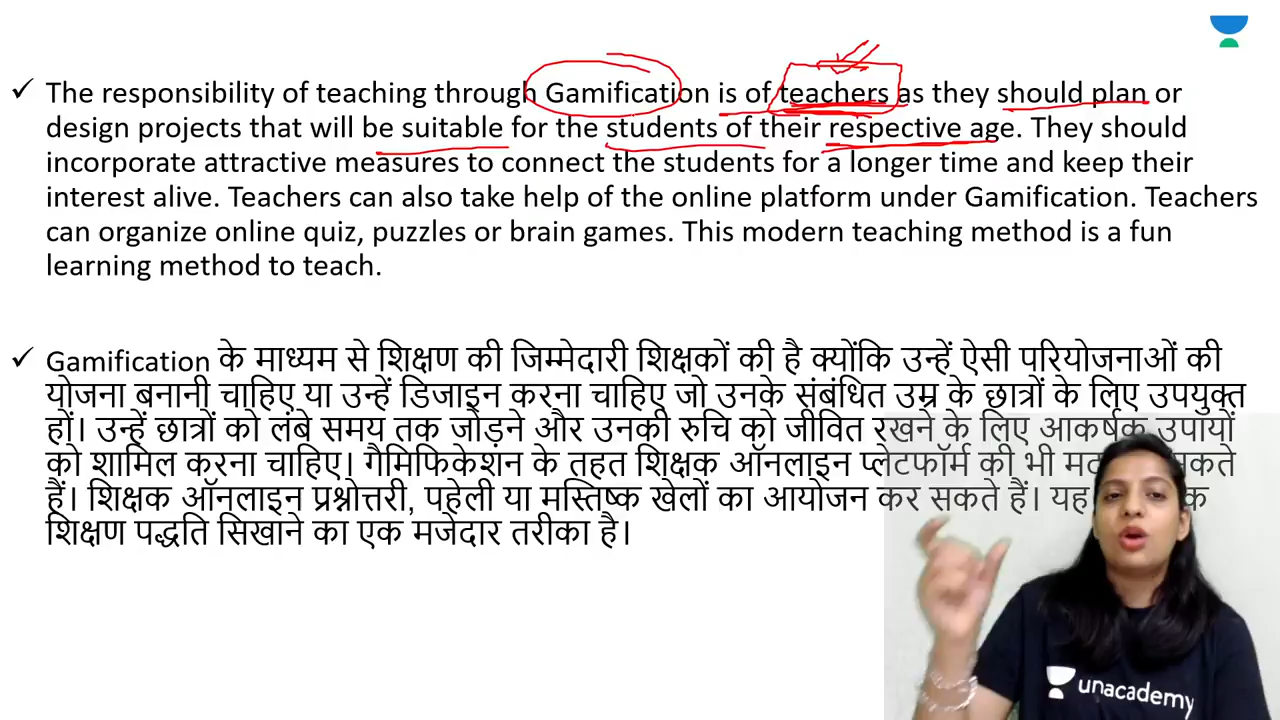 The responsibility of teaching through Gamification is of teachers as they should plan or
design projects that will be suitable for the students of their respective age. They should
incorporate attractive measures to connect the students for a longer time and keep their
interest alive. Teachers can also take help of the online platform under Gamification. Teachers
can organize online quiz, puzzles or brain games. This modern teaching method is a fun
learning method to teach.
Gamification के माध्यम से शिक्षण की जिम्मेदारी शिक्षकों की है क्योंकि उन्हें ऐसी परियोजनाओं की
योजना बनानी चाहिए या उन्हें डिजाइन करना चाहिए जो उनके संबंधित उम्र के छात्रों के लिए उपयुक्त
हों। उन्हें छात्रों को लंबे समय तक जोड़ने और उनकी रुचि को जीवित रखने के लिए आकर्षक उपायों
को शामिल करना चाहिए। गैमिफिकेशन के तहत शिक्षक ऑनलाइन प्लेटफॉर्म की भी सकते
हैं। शिक्षक ऑनलाइन प्रश्नोत्तरी, पहेली या मस्तिष्क खेलों का आयोजन कर सकते हैं। यह
शिक्षण पद्धति सिखाने का एक मजेदार तरीका है।
unacademy